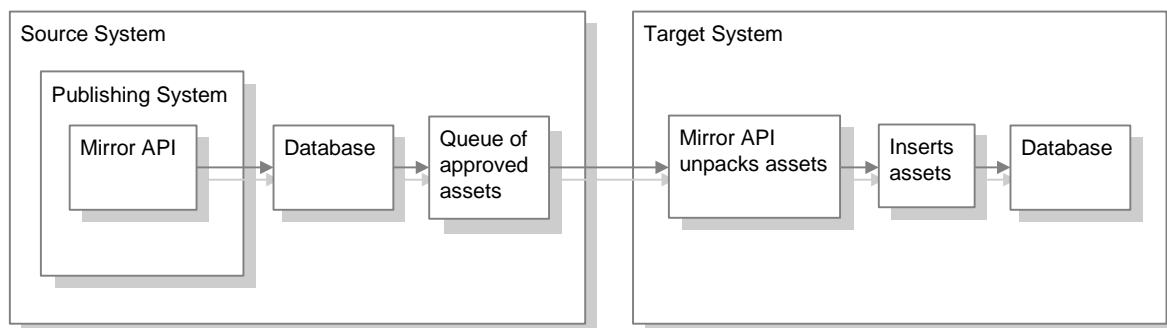 Source System
Publishing System
Mirror API
Database
Queue of
approved
assets
Target System
Mirror API
unpacks assets
Inserts
assets
Database